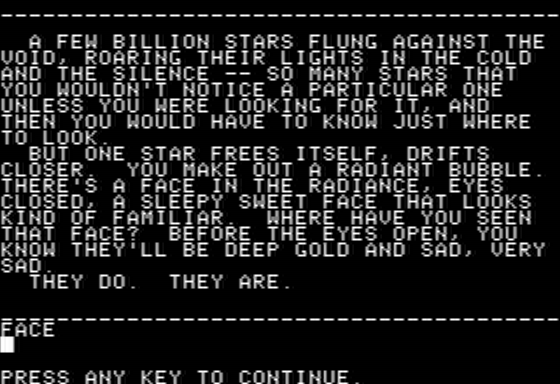 A FEW BILLION STARS FLUNG AGAINST THE
VOID, ROARING THEIR LIGHTS IN THE COLD
AND THE SILENCE -- SO MANY STARS THAT
YOU WOULDN'T NOTICE A PARTICULAR ONE
UNLESS YOU WERE LOOKING FOR IT, AND
THEN YOU WOULD HAVE TO KNOW JUST WHERE
TO LOOK.
BUT ONE STAR FREES ITSELF, DRIFTS
CLOSER. YOU MAKE OUT A RADIANT BUBBLE.
THERE'S A FACE IN THE RADIANCE, EYES
CLOSED, A SLEEPY SWEET FACE THAT LOOKS
KIND OF FAMILIAR. WHERE HAVE YOU SEEN
THAT FACE? BEFORE THE EYES OPEN, YOU
KNOW THEY'LL BE DEEP GOLD AND SAD, VERY
SAD.
THEY DO. THEY ARE.
FACE
PRESS ANY KEY TO CONTINUE.